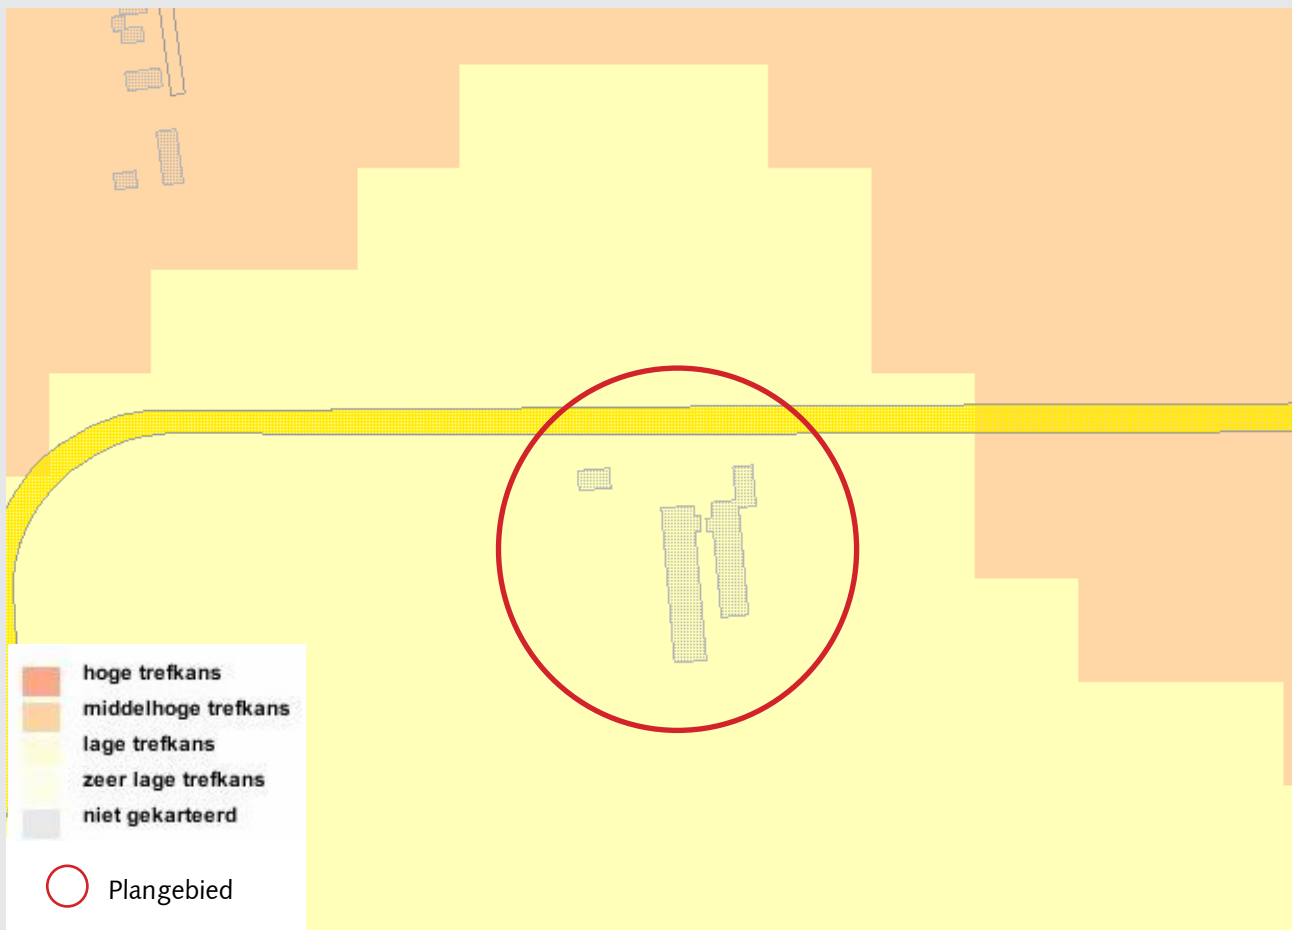 hoge trefkans
middelhoge trefkans
lage trefkans
zeer lage trefkans
niet gekarteerd
Plangebied